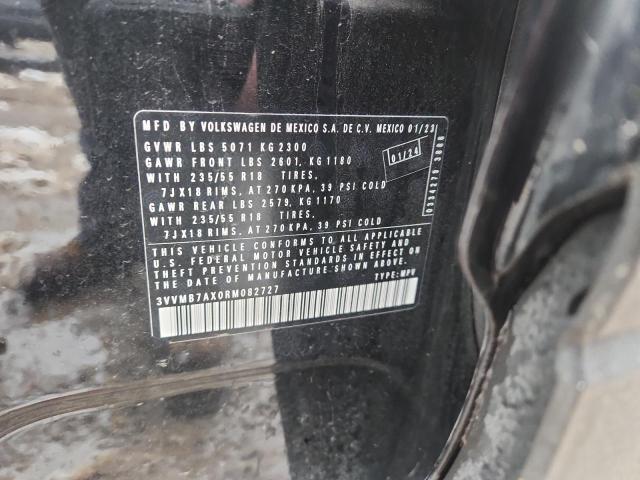 MFD BY VOLKSWAGEN DE MEXICO S.A. DE C.V. MEXICO 01/23
GVWR LBS 5071 KG 2300
01/24
GAWR FRONT LBS 2601, KG 1180
WITH 235/55 R18 TIRES,
7JX18 RIMS, AT 270 KPA, 39 PSI COLD
GAWR REAR LBS 2579, KG 1170
WITH 235/55 R18 TIRES,
7JX18 RIMS, AT 270 KPA, 39 PSI COLD
THIS VEHICLE CONFORMS TO ALL APPLICABLE
U.S. FEDERAL MOTOR VEHICLE SAFETY AND
THEFT PREVENTION STANDARDS IN EFFECT ON
THE DATE OF MANUFACTURE SHOWN ABOVE.
3VVMB7AX0RM082727 TYPE: MPV